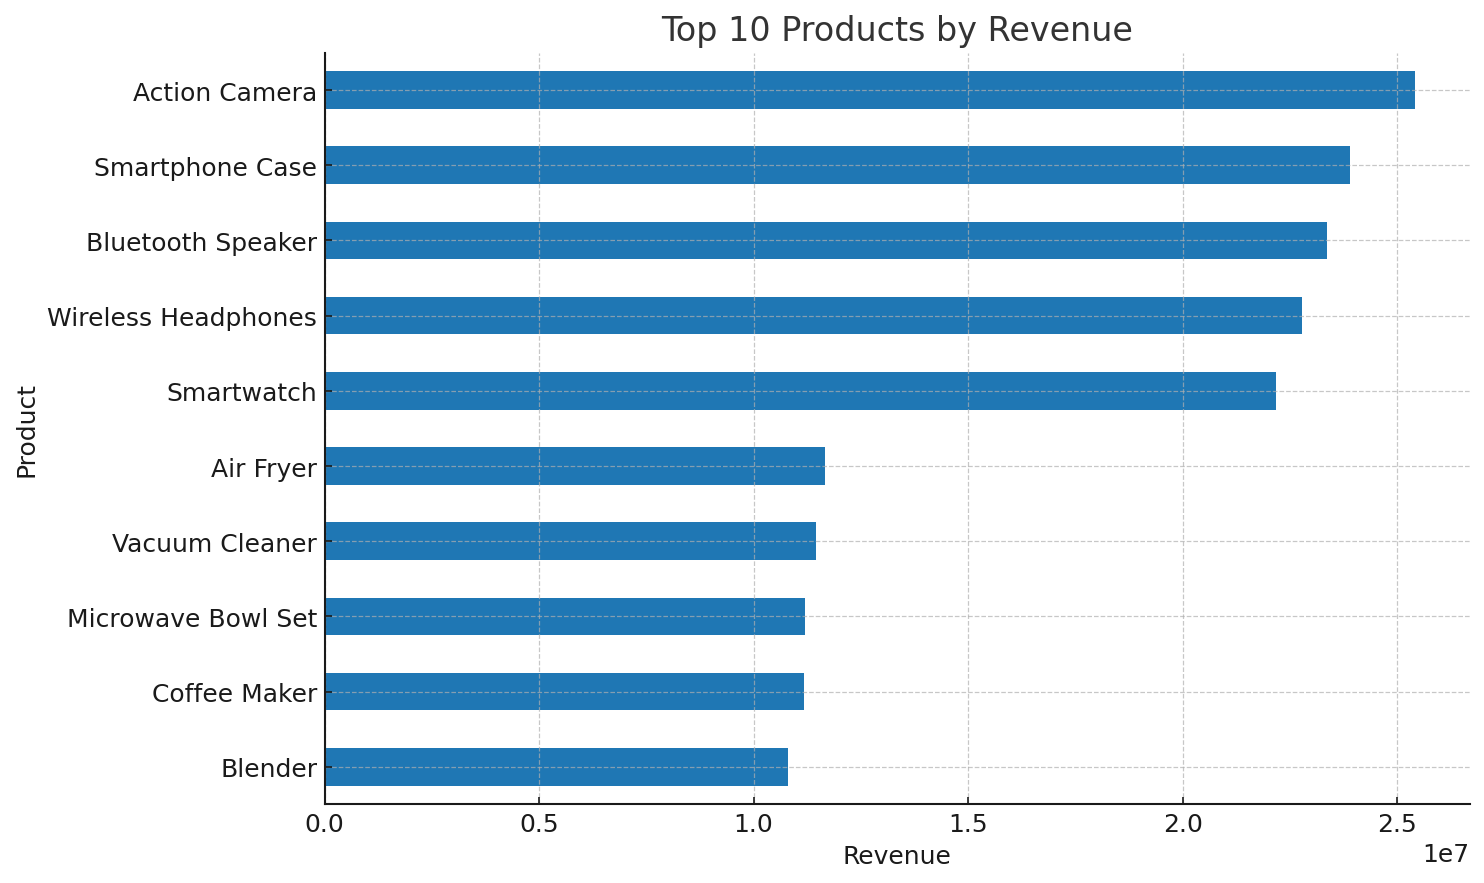 Top 10 Products by Revenue
Action Camera
Smartphone Case
Bluetooth Speaker
Wireless Headphones
Smartwatch
Air Fryer
Vacuum Cleaner
Microwave Bowl Set
Coffee Maker
Blender
Product
0.0 0.5 1.0 1.5 2.0 2.5
Revenue
1e7